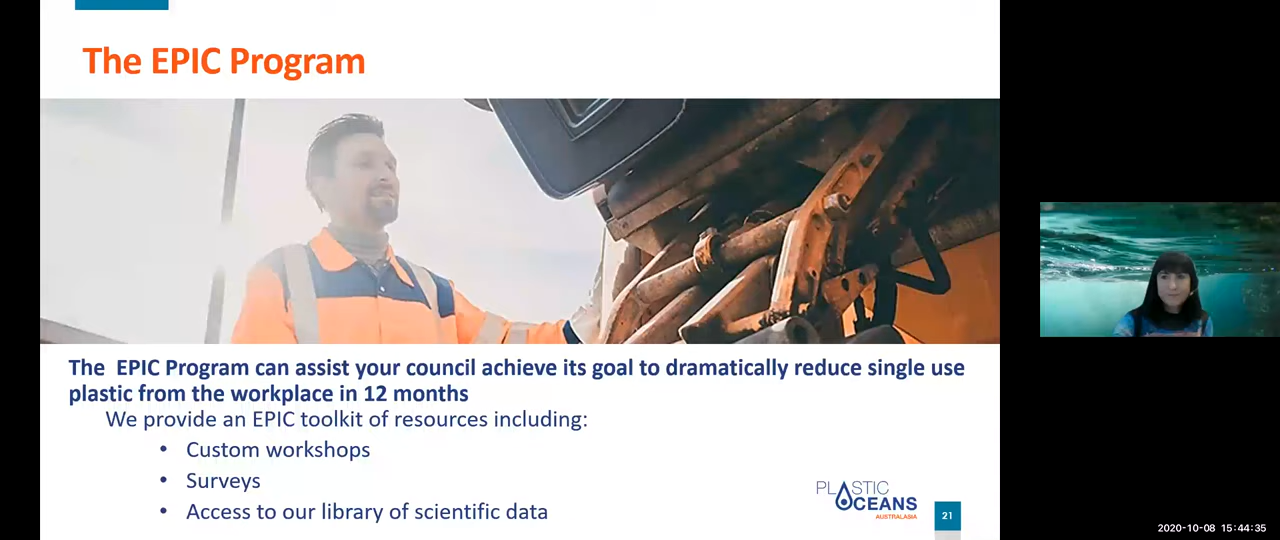 The EPIC Program
The  EPIC Program can assist your council achieve its goal to dramatically reduce single use
plastic from the workplace in 12 months
We provide an EPIC toolkit of resources including:
• Custom workshops
• Surveys
• Access to our library of scientific data
PLASTIC
OCEANS
AUSTRALASIA
21
2020-10-08 15:44:35